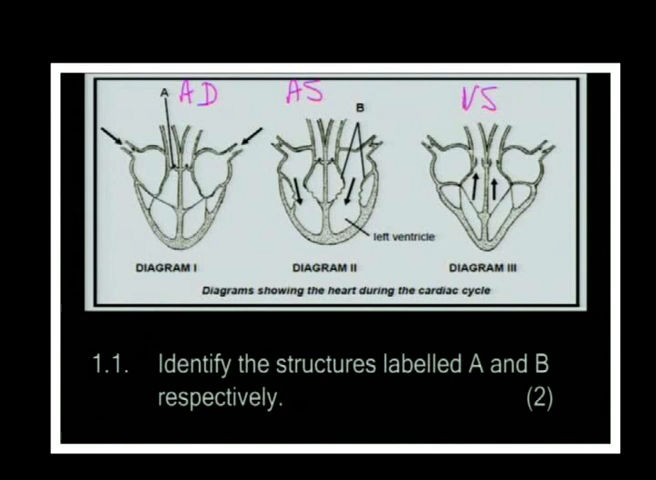 A AD AS B VS
left ventricle
DIAGRAM I DIAGRAM II DIAGRAM III
Diagrams showing the heart during the cardiac cycle
1.1. Identify the structures labelled A and B
respectively. (2)